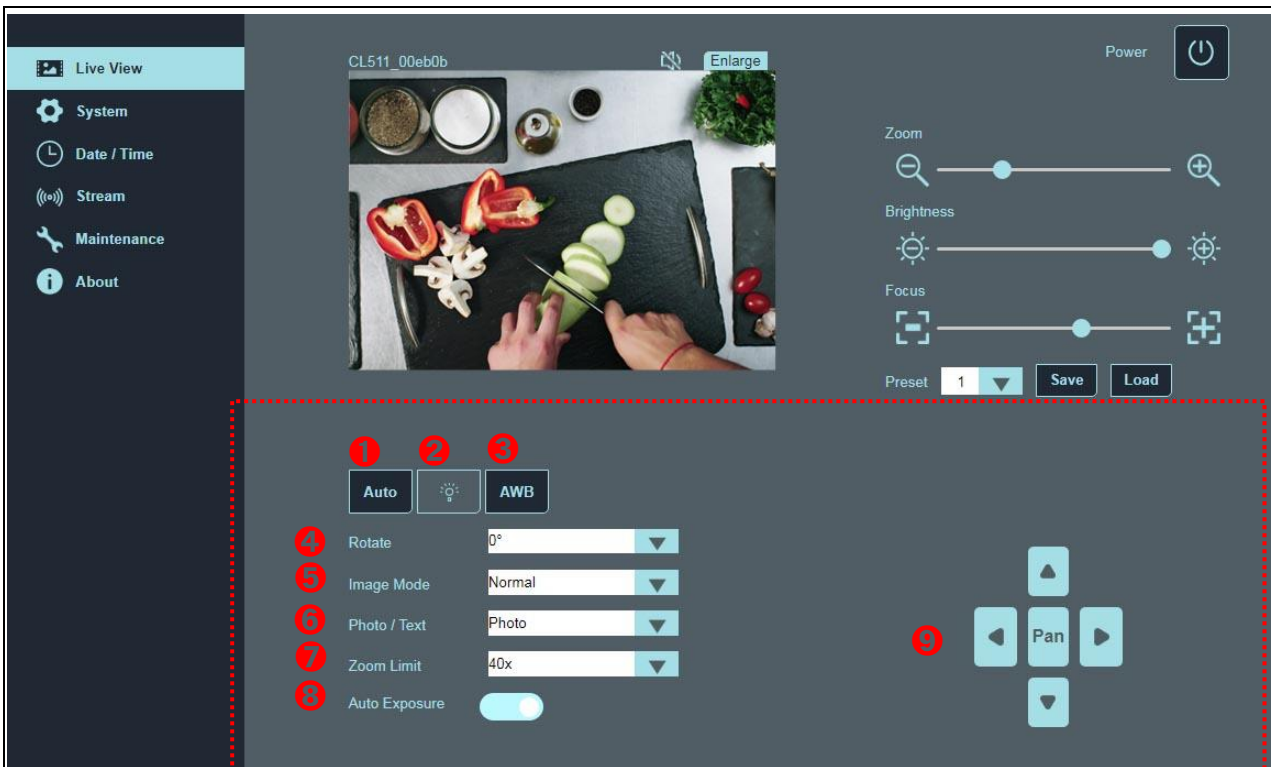 Live View
System
Date / Time
Stream
Maintenance
About
CL511_00eb0b
Enlarge
Power
Zoom
Brightness
Focus
Preset 1 Save Load
1 2 3
Auto AWB
4 Rotate 0°
5 Image Mode Normal
6 Photo / Text Photo
7 Zoom Limit 40x
8 Auto Exposure
9 Pan